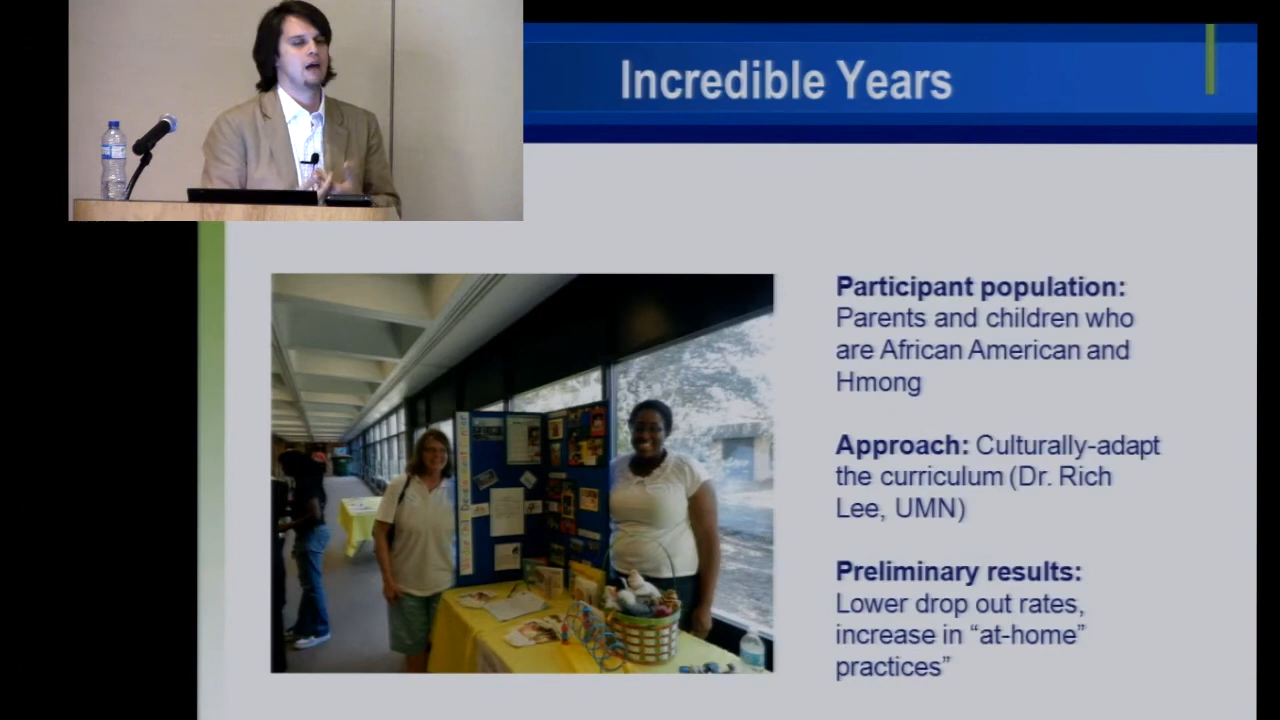 Incredible Years
Participant population:
Parents and children who
are African American and
Hmong
Approach: Culturally-adapt
the curriculum (Dr. Rich
Lee, UMN)
Preliminary results:
Lower drop out rates,
increase in “at-home”
practices”